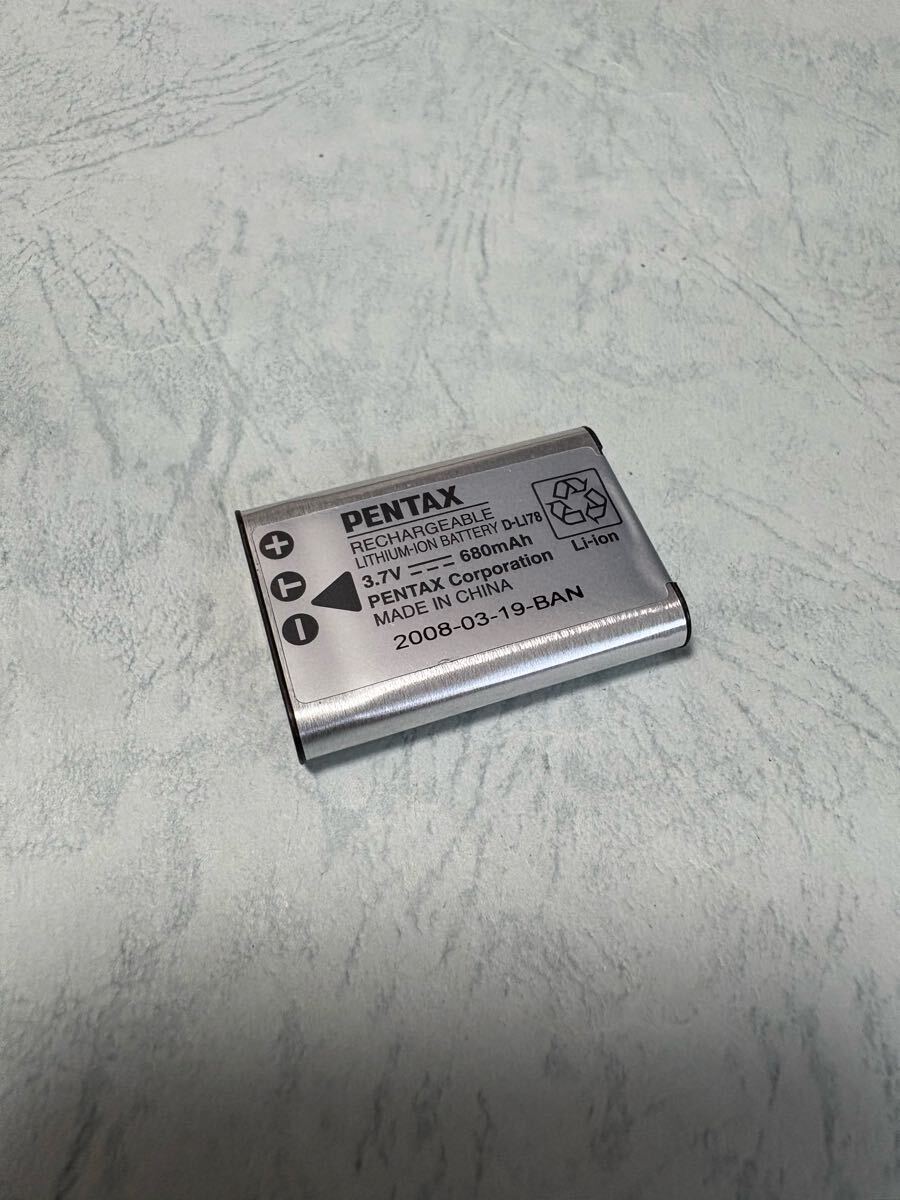 PENTAX
RECHARGEABLE
LITHIUM-ION BATTERY D-LI78
3.7V ⎓ 680mAh
PENTAX Corporation
MADE IN CHINA
2008-03-19-BAN
+
T
−
Li-ion